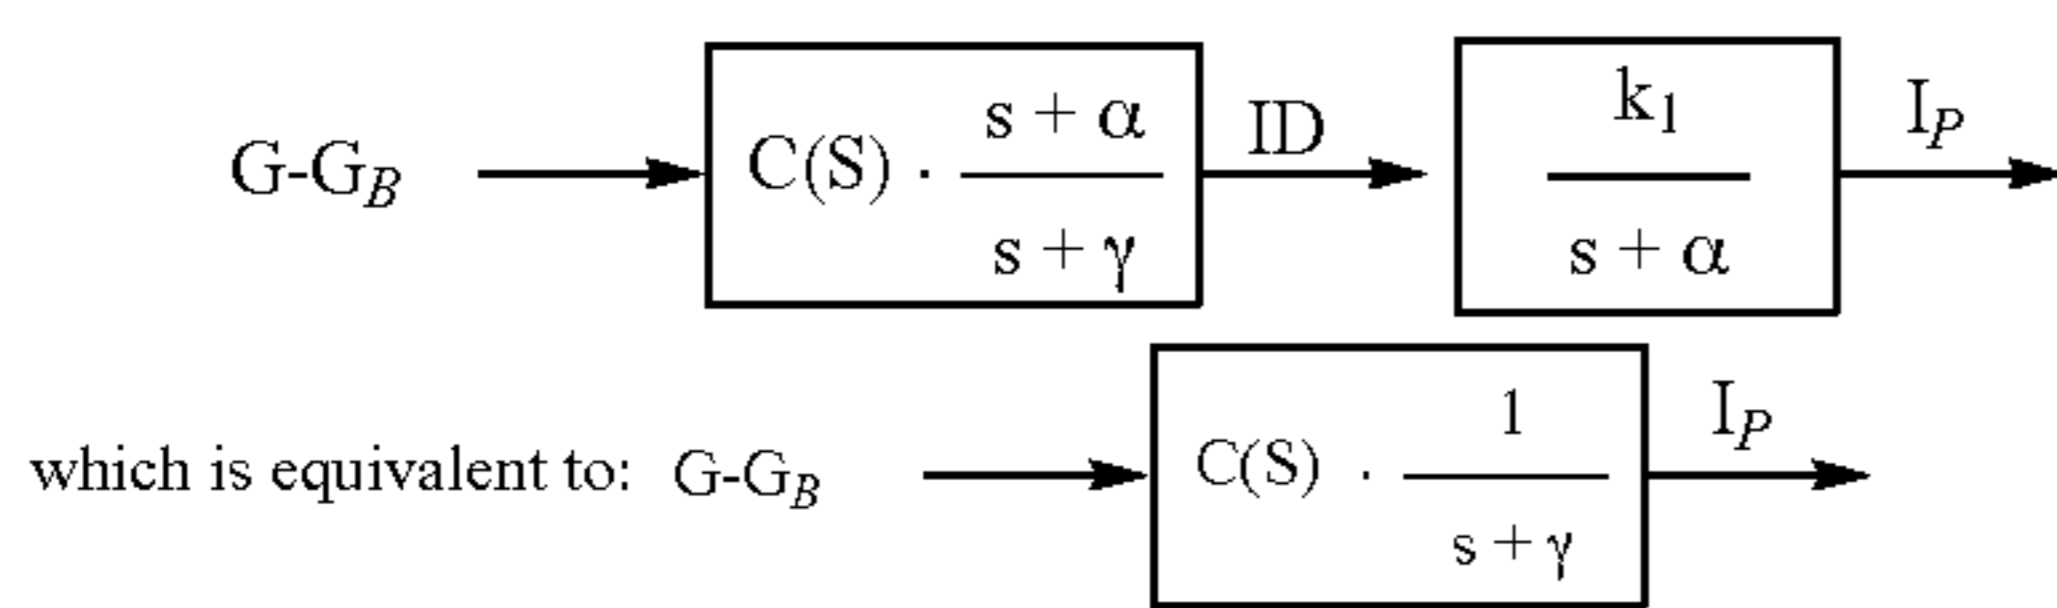 G-G_B C(S) · (s + α)/(s + γ) ID k_1/(s + α) I_P
which is equivalent to: G-G_B C(S) · 1/(s + γ) I_P